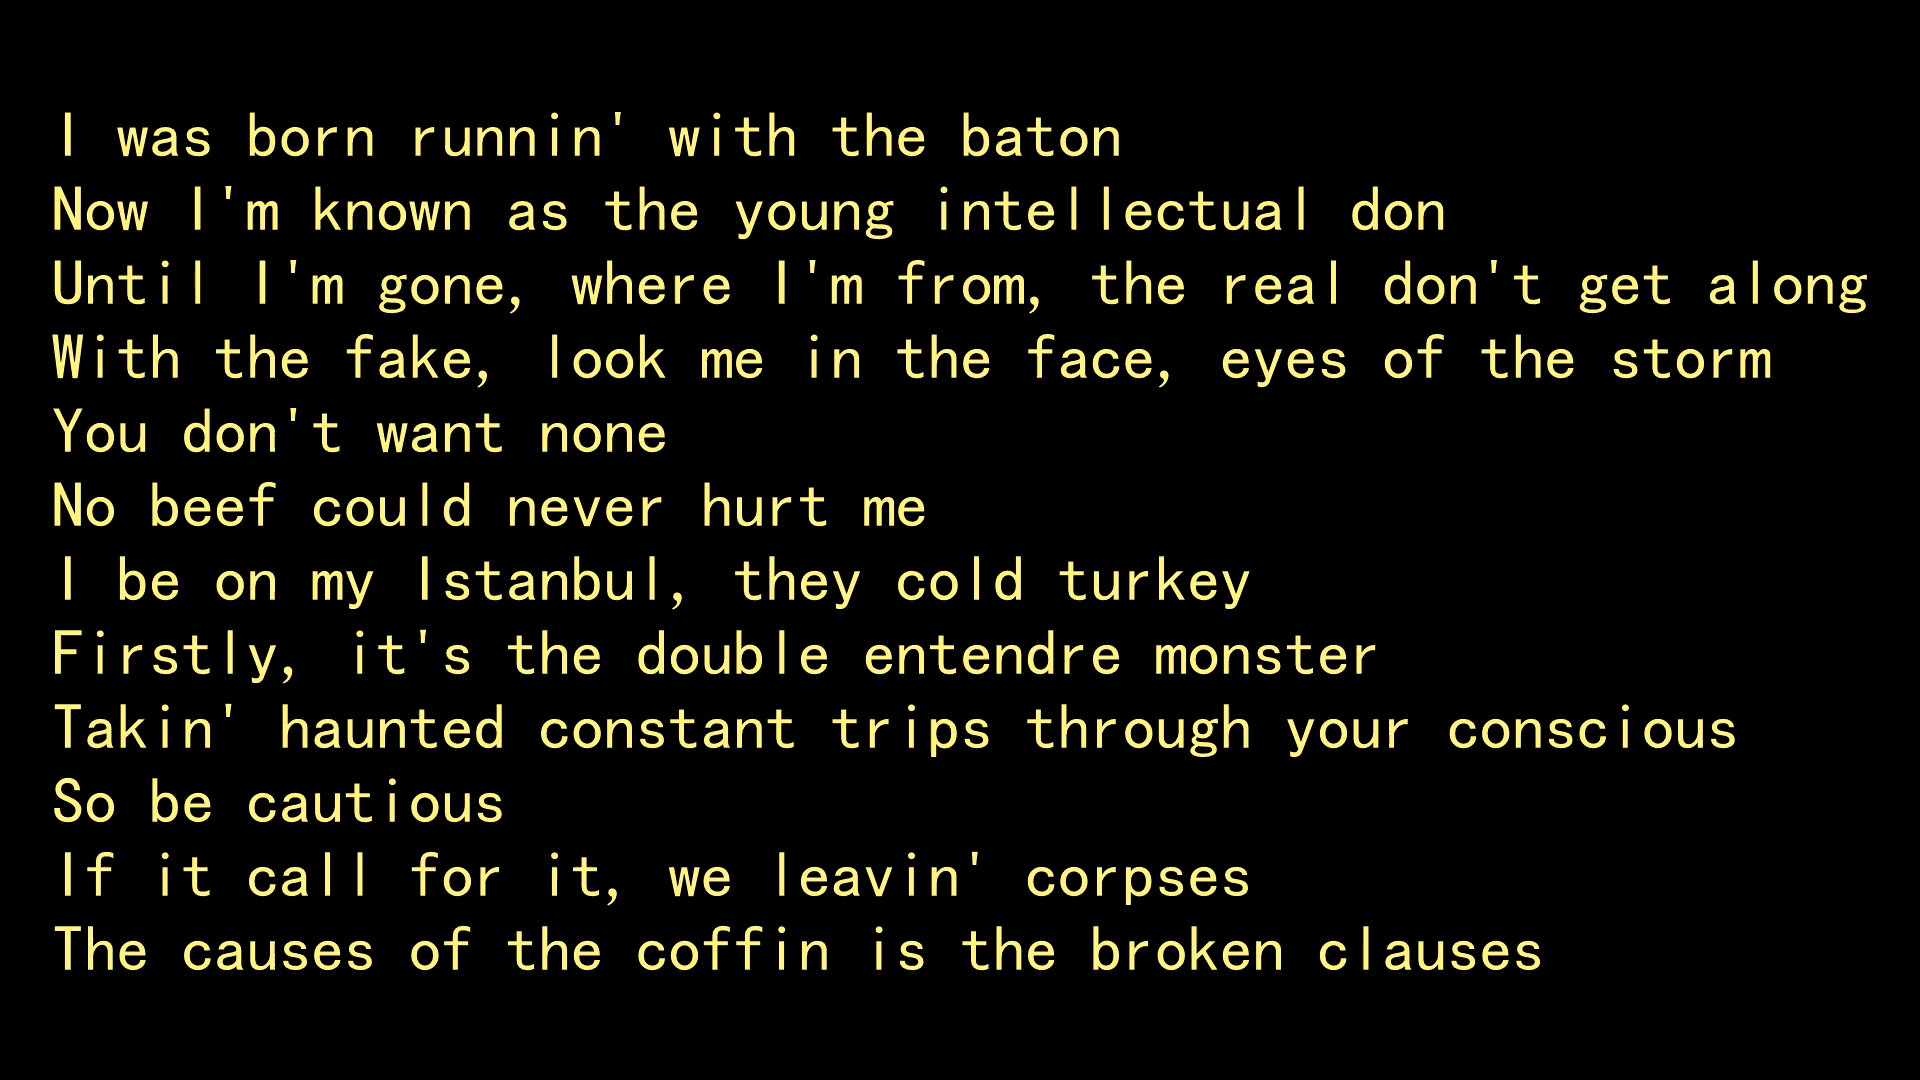 I was born runnin' with the baton
Now I'm known as the young intellectual don
Until I'm gone, where I'm from, the real don't get along
With the fake, look me in the face, eyes of the storm
You don't want none
No beef could never hurt me
I be on my Istanbul, they cold turkey
Firstly, it's the double entendre monster
Takin' haunted constant trips through your conscious
So be cautious
If it call for it, we leavin' corpses
The causes of the coffin is the broken clauses